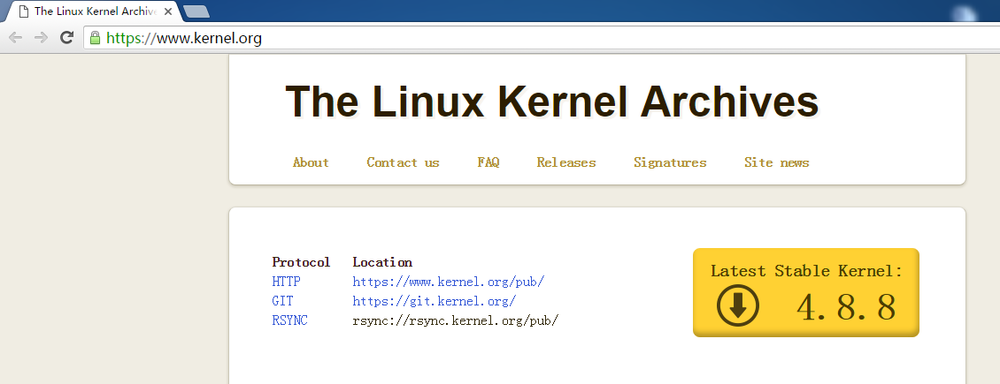 The Linux Kernel Archive
https://www.kernel.org
The Linux Kernel Archives
About Contact us FAQ Releases Signatures Site news
Protocol Location
HTTP https://www.kernel.org/pub/
GIT https://git.kernel.org/
RSYNC rsync://rsync.kernel.org/pub/
Latest Stable Kernel:
4.8.8